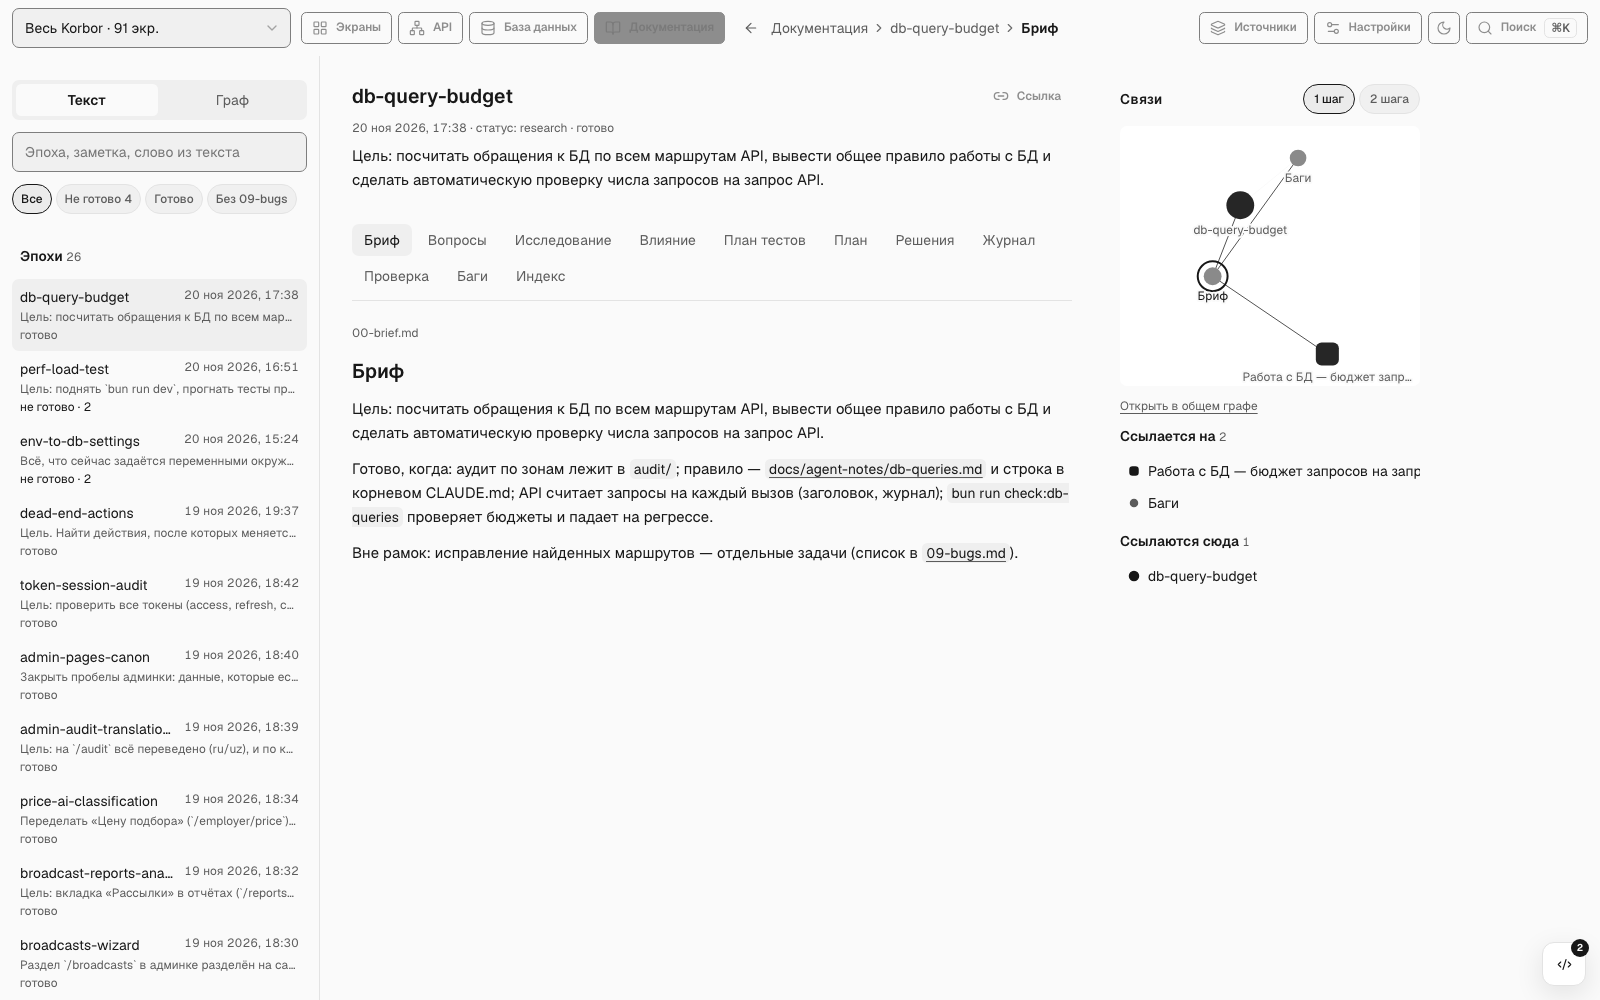 Весь Korbor · 91 экр.
Экраны
API
База данных
Документация
Документация
db-query-budget
Бриф
Источники
Настройки
Поиск
⌘K
Текст
Граф
Эпоха, заметка, слово из текста
Все
Не готово 4
Готово
Без 09-bugs
Эпохи 26
db-query-budget
20 ноя 2026, 17:38
Цель: посчитать обращения к БД по всем мар…
готово
perf-load-test
20 ноя 2026, 16:51
Цель: поднять `bun run dev`, прогнать тесты пр…
не готово · 2
env-to-db-settings
20 ноя 2026, 15:24
Всё, что сейчас задаётся переменными окруж…
не готово · 2
dead-end-actions
19 ноя 2026, 19:37
Цель. Найти действия, после которых меняетс…
готово
token-session-audit
19 ноя 2026, 18:42
Цель: проверить все токены (access, refresh, с…
готово
admin-pages-canon
19 ноя 2026, 18:40
Закрыть пробелы админки: данные, которые ес…
готово
admin-audit-translatio…
19 ноя 2026, 18:39
Цель: на `/audit` всё переведено (ru/uz), и по к…
готово
price-ai-classification
19 ноя 2026, 18:34
Переделать «Цену подбора» (`/employer/price`)…
готово
broadcast-reports-ana…
19 ноя 2026, 18:32
Цель: вкладка «Рассылки» в отчётах (`/reports…
готово
broadcasts-wizard
19 ноя 2026, 18:30
Раздел `/broadcasts` в админке разделён на са…
готово
db-query-budget
Ссылка
20 ноя 2026, 17:38 · статус: research · готово
Цель: посчитать обращения к БД по всем маршрутам API, вывести общее правило работы с БД и
сделать автоматическую проверку числа запросов на запрос API.
Бриф
Вопросы
Исследование
Влияние
План тестов
План
Решения
Журнал
Проверка
Баги
Индекс
00-brief.md
Бриф
Цель: посчитать обращения к БД по всем маршрутам API, вывести общее правило работы с БД и
сделать автоматическую проверку числа запросов на запрос API.
Готово, когда: аудит по зонам лежит в audit/ ; правило — docs/agent-notes/db-queries.md и строка в
корневом CLAUDE.md; API считает запросы на каждый вызов (заголовок, журнал); bun run check:db-
queries проверяет бюджеты и падает на регрессе.
Вне рамок: исправление найденных маршрутов — отдельные задачи (список в 09-bugs.md ).
Связи
1 шаг
2 шага
Баги
db-query-budget
Бриф
Работа с БД — бюджет запр…
Открыть в общем графе
Ссылается на 2
Работа с БД — бюджет запросов на запр
Баги
Ссылаются сюда 1
db-query-budget
2